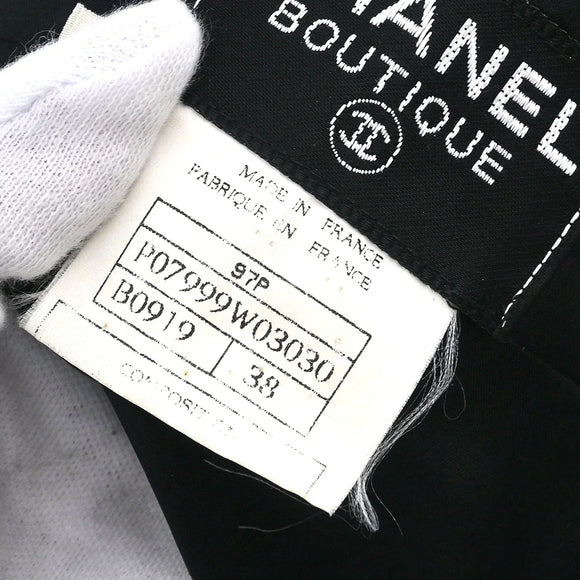 CHANEL
BOUTIQUE
MADE IN FRANCE
FABRIQUE EN FRANCE
97P
P07999W03030
B0919 38